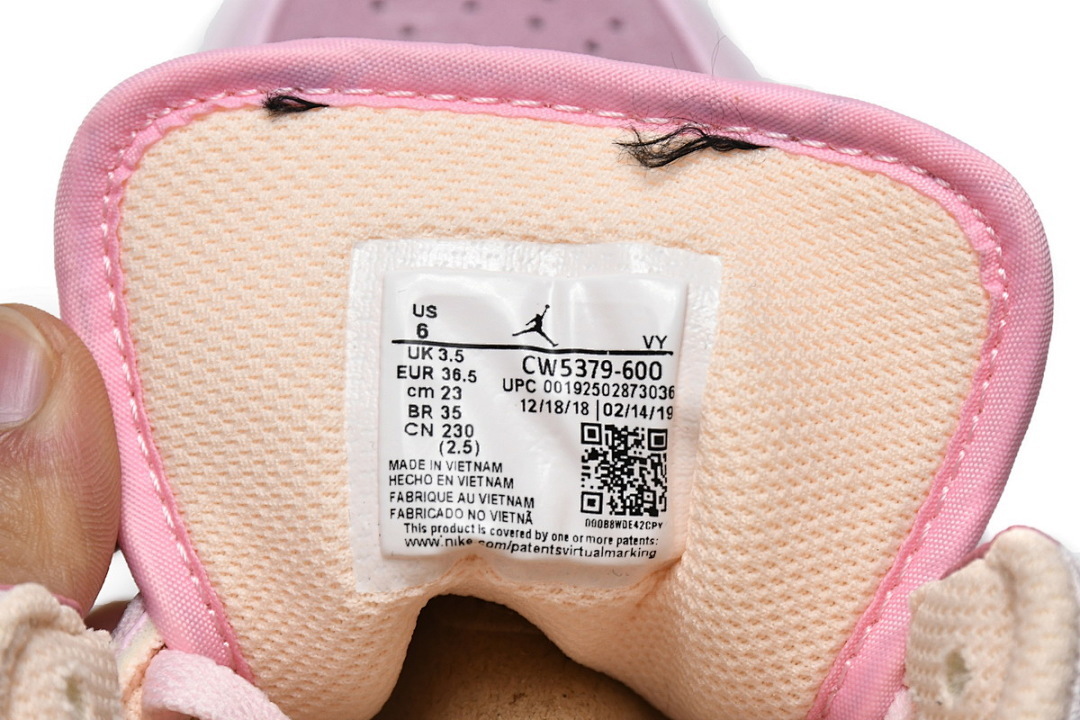 US
6
VY
UK 3.5
EUR 36.5
cm 23
BR 35
CN 230
(2.5)
CW5379-600
UPC 00192502873036
12/18/18 | 02/14/19
000B8WDE42CPY
MADE IN VIETNAM
HECHO EN VIETNAM
FABRIQUE AU VIETNAM
FABRICADO NO VIETNÃ
This product is covered by one or more patents:
www.nike.com/patentsvirtualmarking